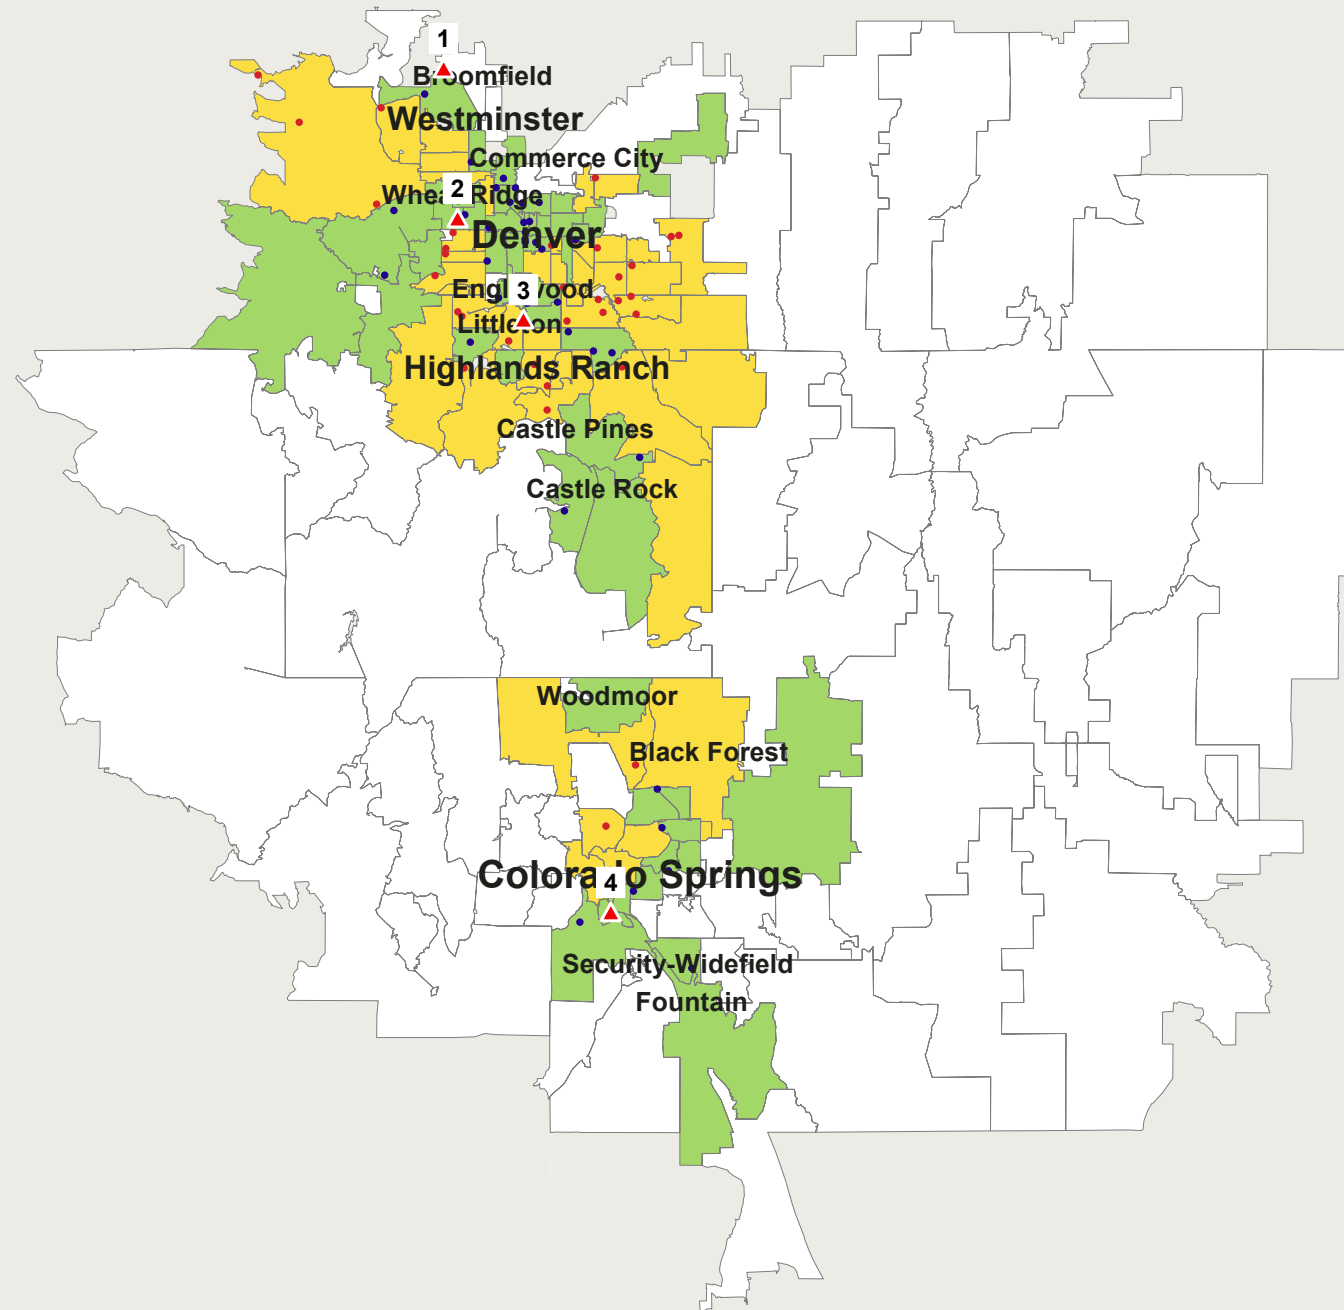 1
Broomfield
Westminster
Commerce City
2
Wheat Ridge
Denver
Englewood
3
Littleton
Highlands Ranch
Castle Pines
Castle Rock
Woodmoor
Black Forest
Colorado Springs
4
Security-Widefield
Fountain